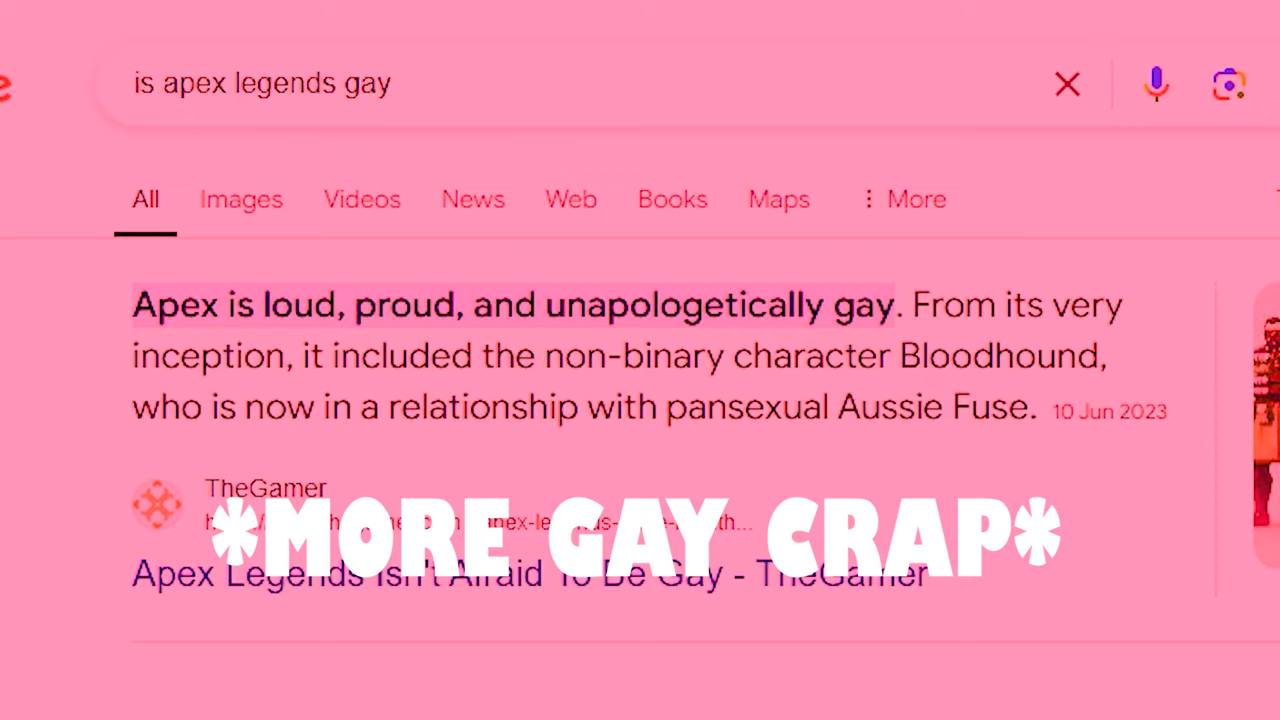 is apex legends gay
All Images Videos News Web Books Maps More
Apex is loud, proud, and unapologetically gay. From its very
inception, it included the non-binary character Bloodhound,
who is now in a relationship with pansexual Aussie Fuse. 10 Jun 2023
TheGamer
*MORE GAY CRAP*
Apex Legends Isn't Afraid To Be Gay - TheGamer